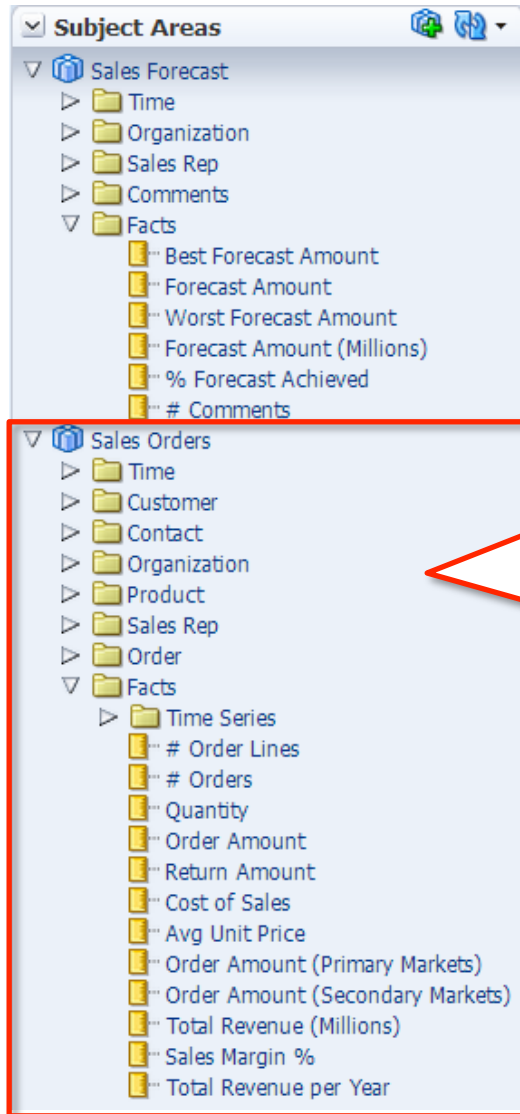 Subject Areas
Sales Forecast
Time
Organization
Sales Rep
Comments
Facts
Best Forecast Amount
Forecast Amount
Worst Forecast Amount
Forecast Amount (Millions)
% Forecast Achieved
# Comments
Sales Orders
Time
Customer
Contact
Organization
Product
Sales Rep
Order
Facts
Time Series
# Order Lines
# Orders
Quantity
Order Amount
Return Amount
Cost of Sales
Avg Unit Price
Order Amount (Primary Markets)
Order Amount (Secondary Markets)
Total Revenue (Millions)
Sales Margin %
Total Revenue per Year